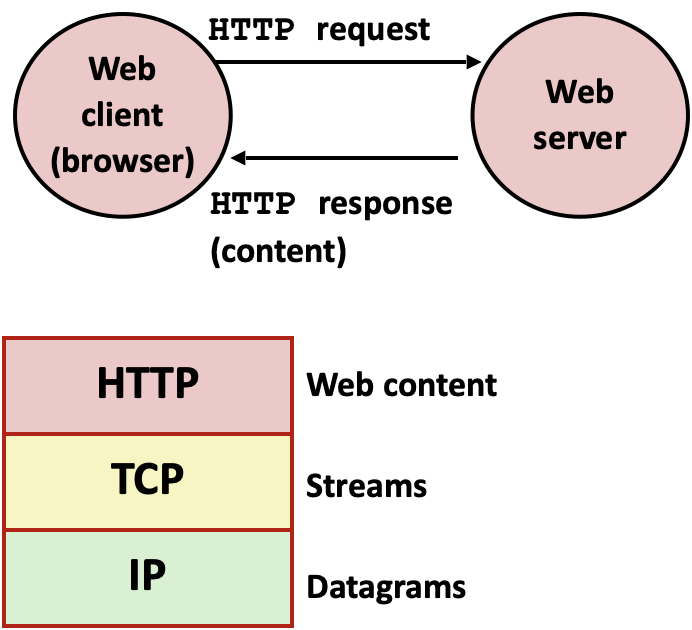 HTTP request
Web
client
(browser)
Web
server
HTTP response
(content)
HTTP
Web content
TCP
Streams
IP
Datagrams